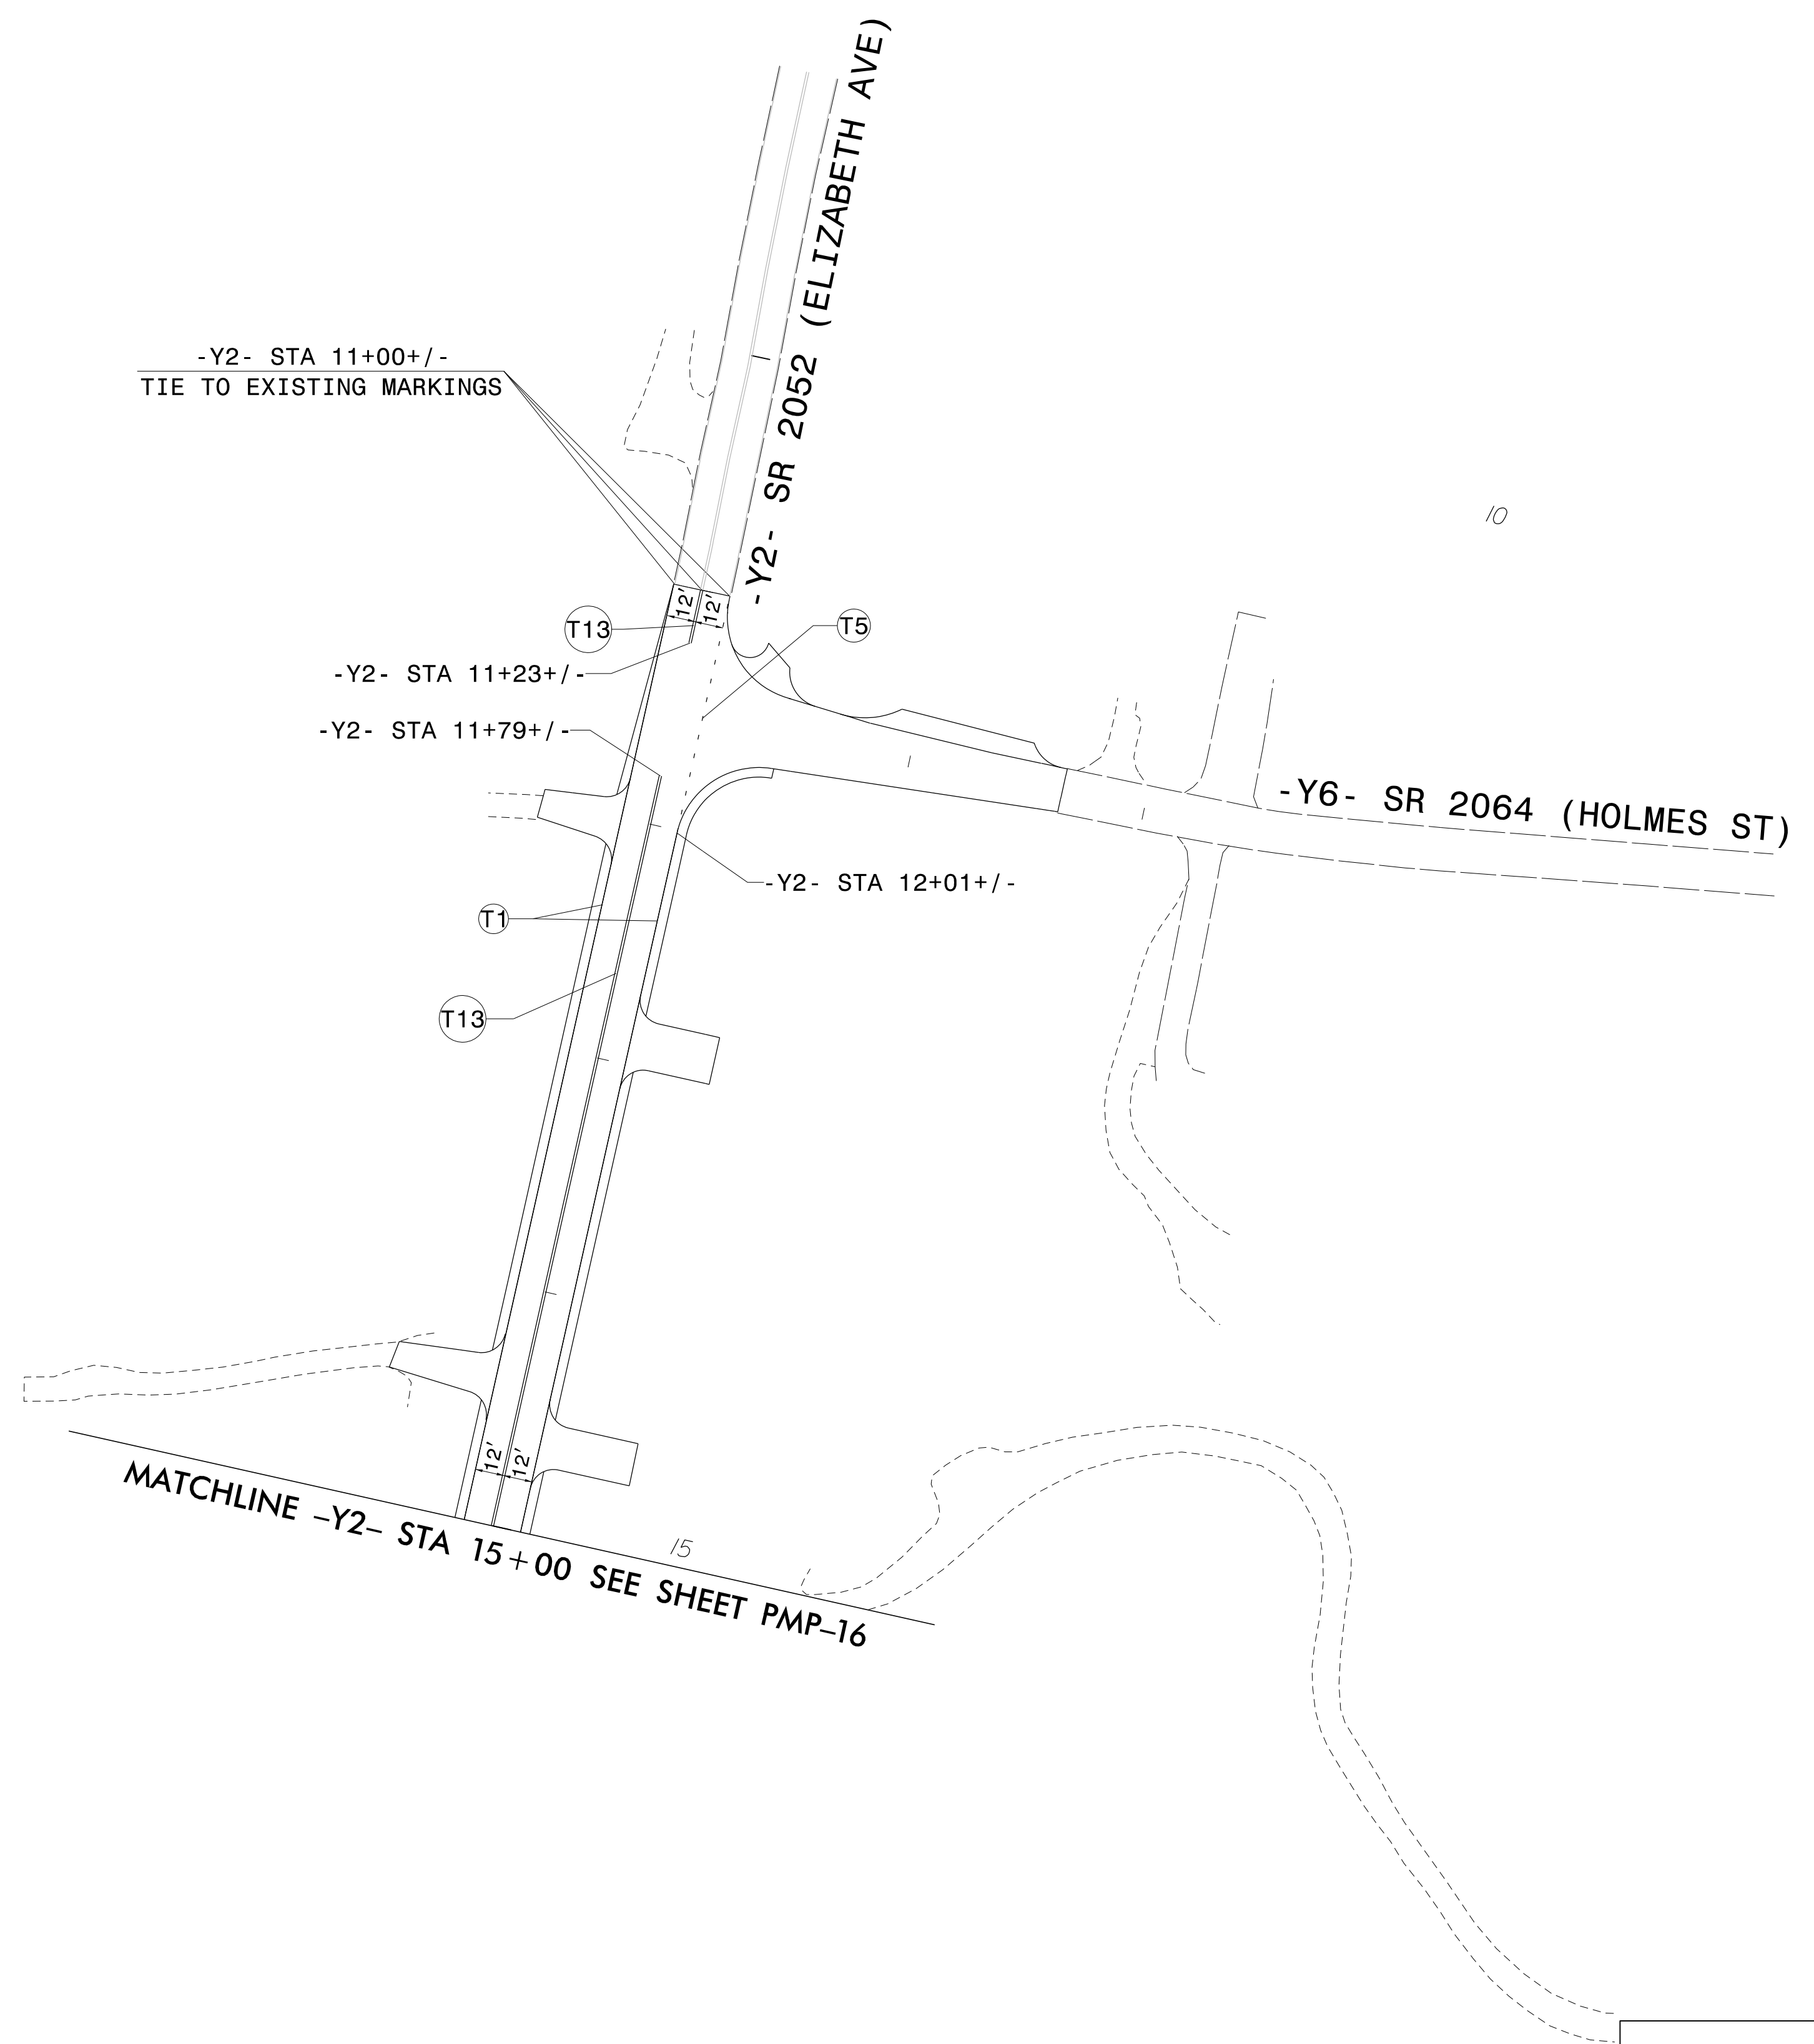 -Y2- SR 2052 (ELIZABETH AVE)
-Y2- STA 11+00+/-
TIE TO EXISTING MARKINGS
10
12'
12'
T13
T5
-Y2- STA 11+23+/-
-Y2- STA 11+79+/-
-Y6- SR 2064 (HOLMES ST)
-Y2- STA 12+01+/-
T1
T13
12'
12'
MATCHLINE –Y2– STA 15+00 SEE SHEET PMP–16
15